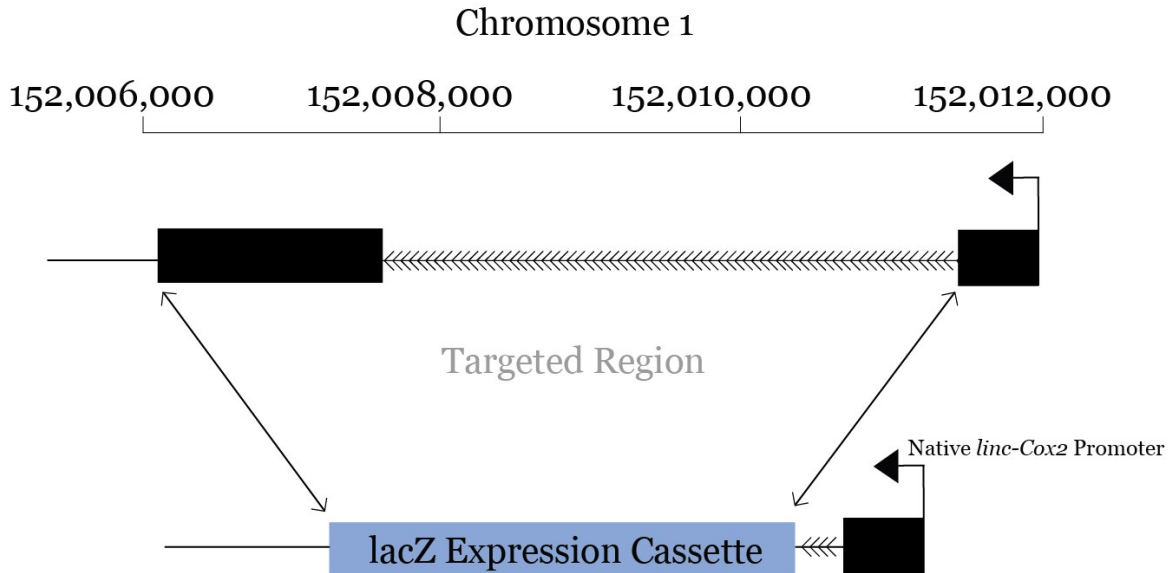 Chromosome 1
152,006,000 152,008,000 152,010,000 152,012,000
Targeted Region
Native linc-Cox2 Promoter
lacZ Expression Cassette